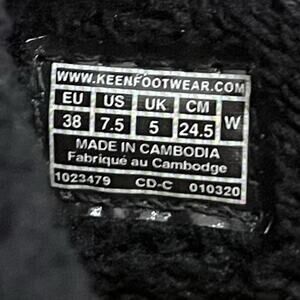 WWW.KEENFOOTWEAR.COM
EU US UK CM W
38 7.5 5 24.5
MADE IN CAMBODIA
Fabriqué au Cambodge
1023479 CD-C 010320